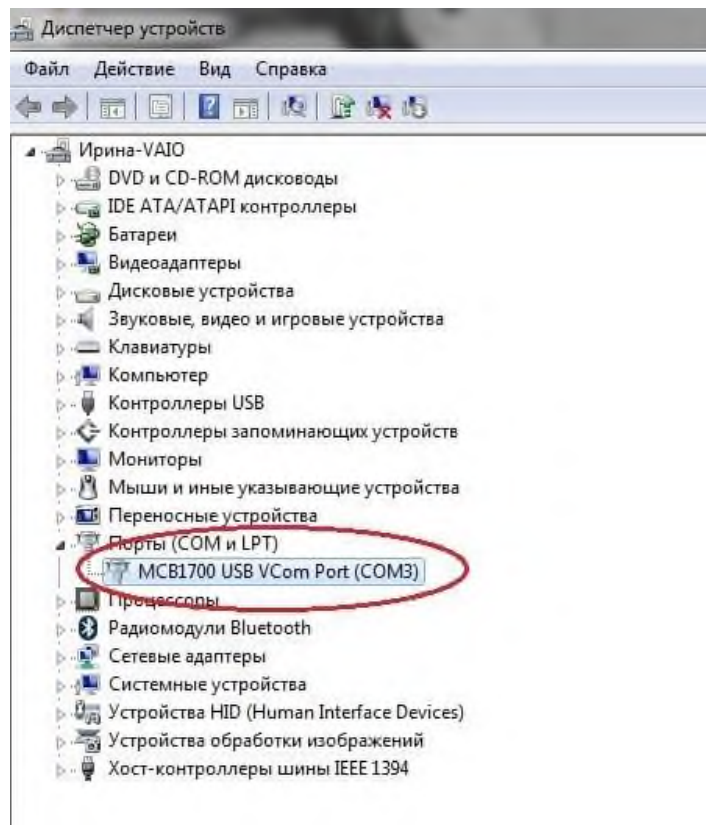 Диспетчер устройств
Файл Действие Вид Справка
Ирина-VAIO
DVD и CD-ROM дисководы
IDE ATA/ATAPI контроллеры
Батареи
Видеоадаптеры
Дисковые устройства
Звуковые, видео и игровые устройства
Клавиатуры
Компьютер
Контроллеры USB
Контроллеры запоминающих устройств
Мониторы
Мыши и иные указывающие устройства
Переносные устройства
Порты (COM и LPT)
MCB1700 USB VCom Port (COM3)
Процессоры
Радиомодули Bluetooth
Сетевые адаптеры
Системные устройства
Устройства HID (Human Interface Devices)
Устройства обработки изображений
Хост-контроллеры шины IEEE 1394